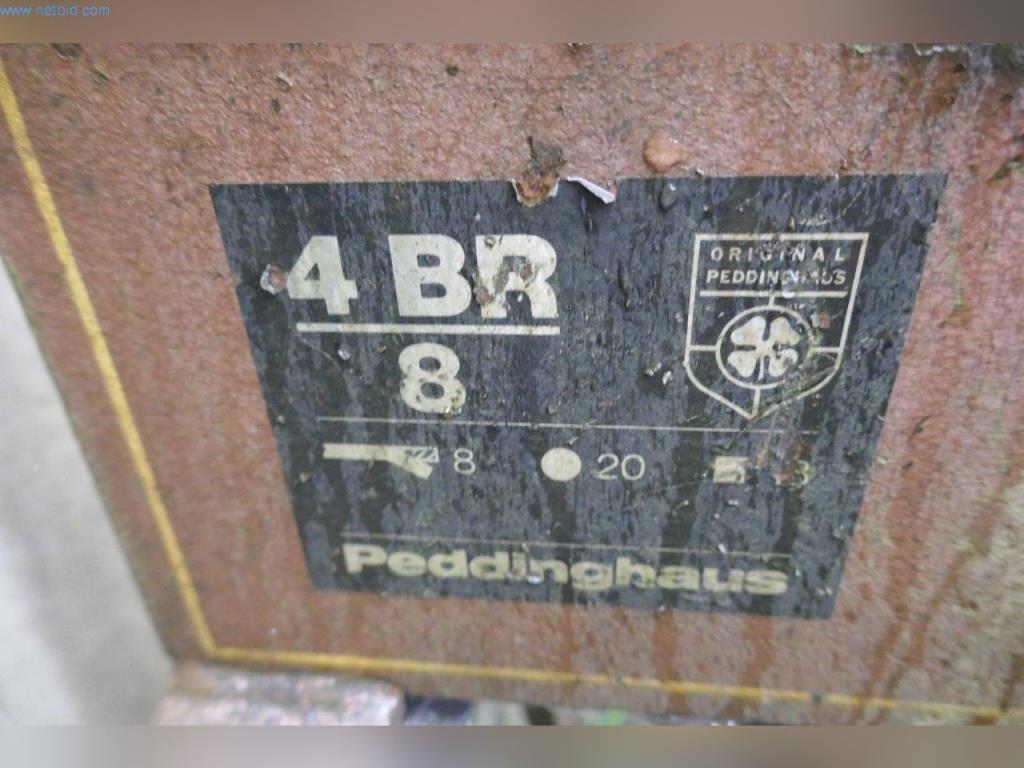 www.netbid.com
4 BR
8
ORIGINAL
PEDDINGHAUS
8 20
Peddinghaus